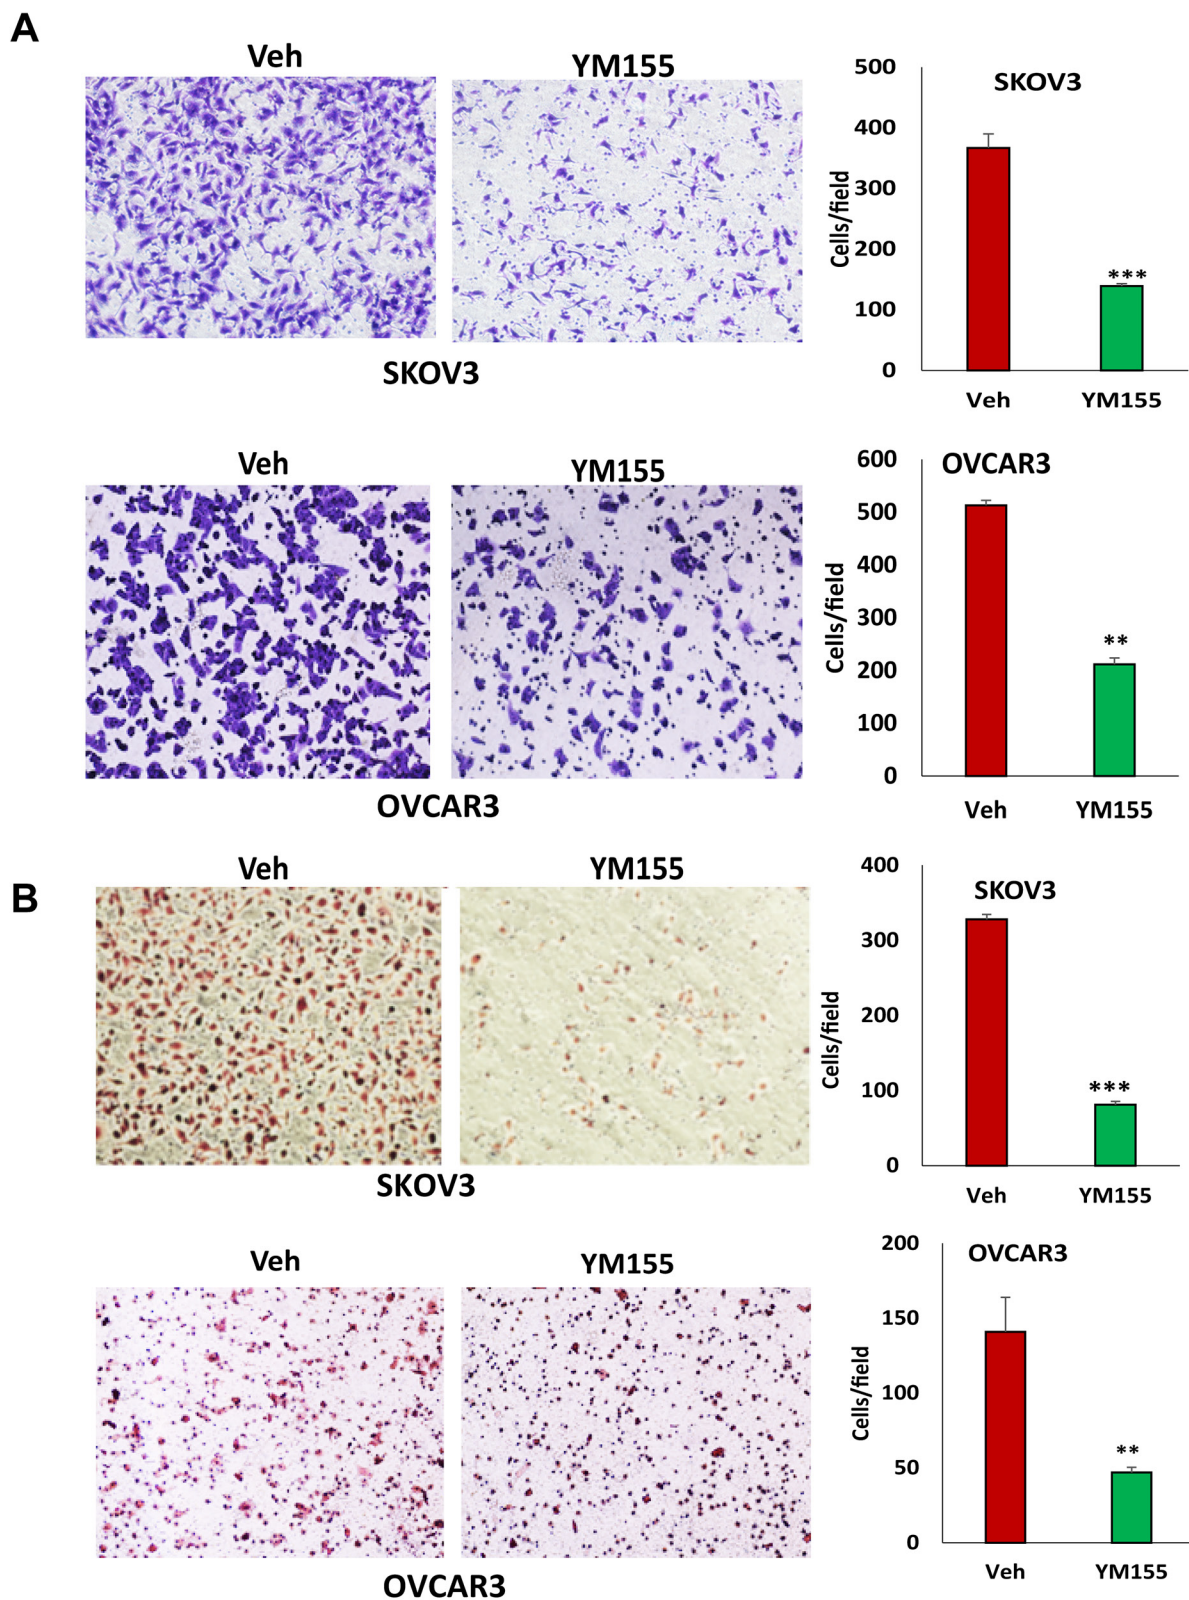 A
Veh
YM155
SKOV3
500
400
300
200
100
0
Cells/field
SKOV3
***
Veh
YM155
Veh
YM155
OVCAR3
600
500
400
300
200
100
0
Cells/field
OVCAR3
**
Veh
YM155
B
Veh
YM155
SKOV3
400
300
200
100
0
Cells/field
SKOV3
***
Veh
YM155
Veh
YM155
OVCAR3
200
150
100
50
0
Cells/field
OVCAR3
**
Veh
YM155